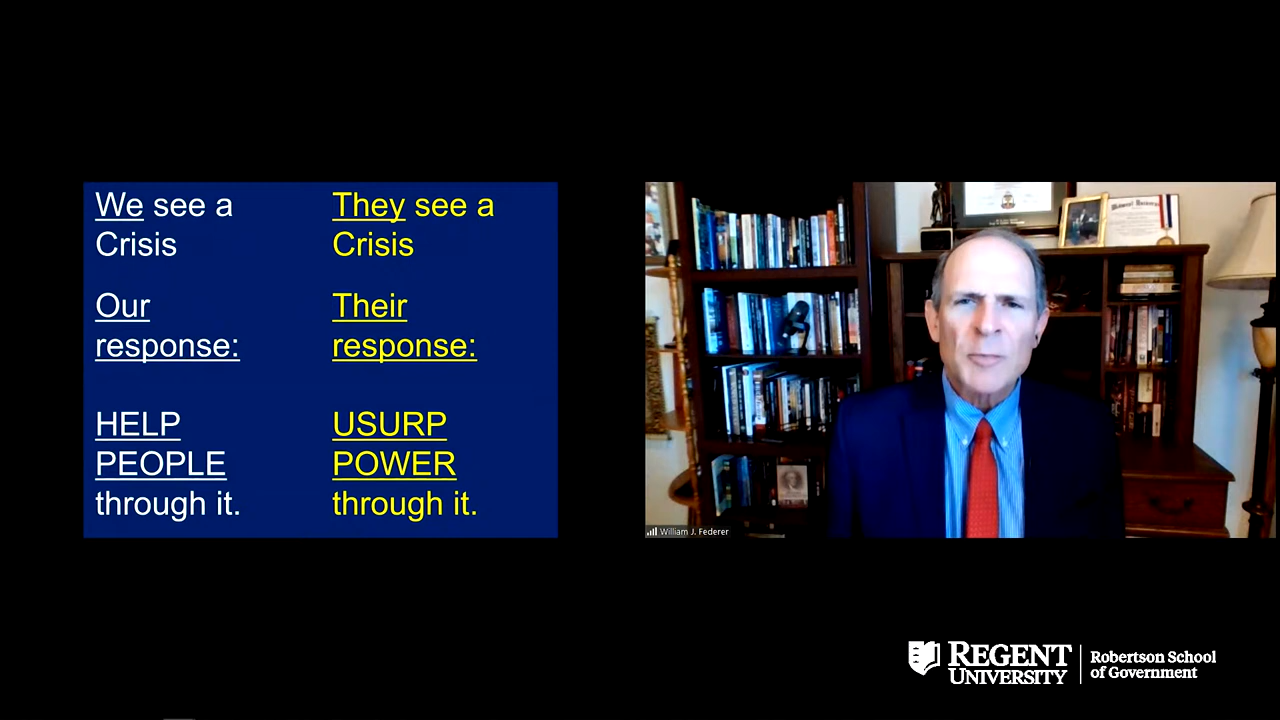 We see a
Crisis
Our
response:
HELP
PEOPLE
through it.
They see a
Crisis
Their
response:
USURP
POWER
through it.
William J. Federer
REGENT
UNIVERSITY
Robertson School
of Government